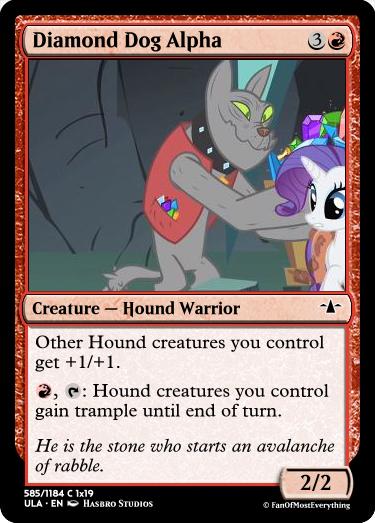 Diamond Dog Alpha 3
Creature — Hound Warrior
Other Hound creatures you control
get +1/+1.
, : Hound creatures you control
gain trample until end of turn.
He is the stone who starts an avalanche
of rabble.
2/2
585/1184 C 1x19
ULA • EN Hasbro Studios
© FanOfMostEverything